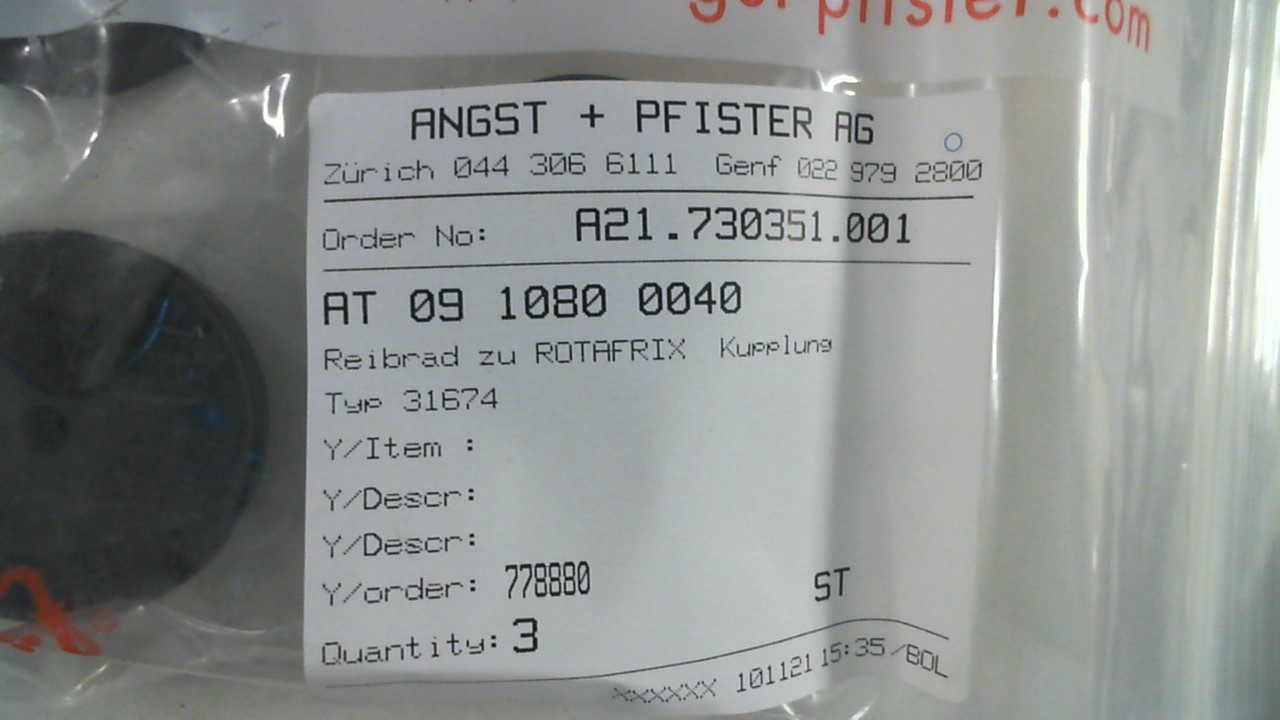 ANGST + PFISTER AG
Zürich 044 306 6111 Genf 022 979 2800
Order No: A21.730351.001
AT 09 1080 0040
Reibrad zu ROTAFRIX Kupplung
Typ 31674
Y/Item :
Y/Descr:
Y/Descr:
Y/order: 778880 ST
Quantity: 3
xxxxxx 101121 15:35 /BOL